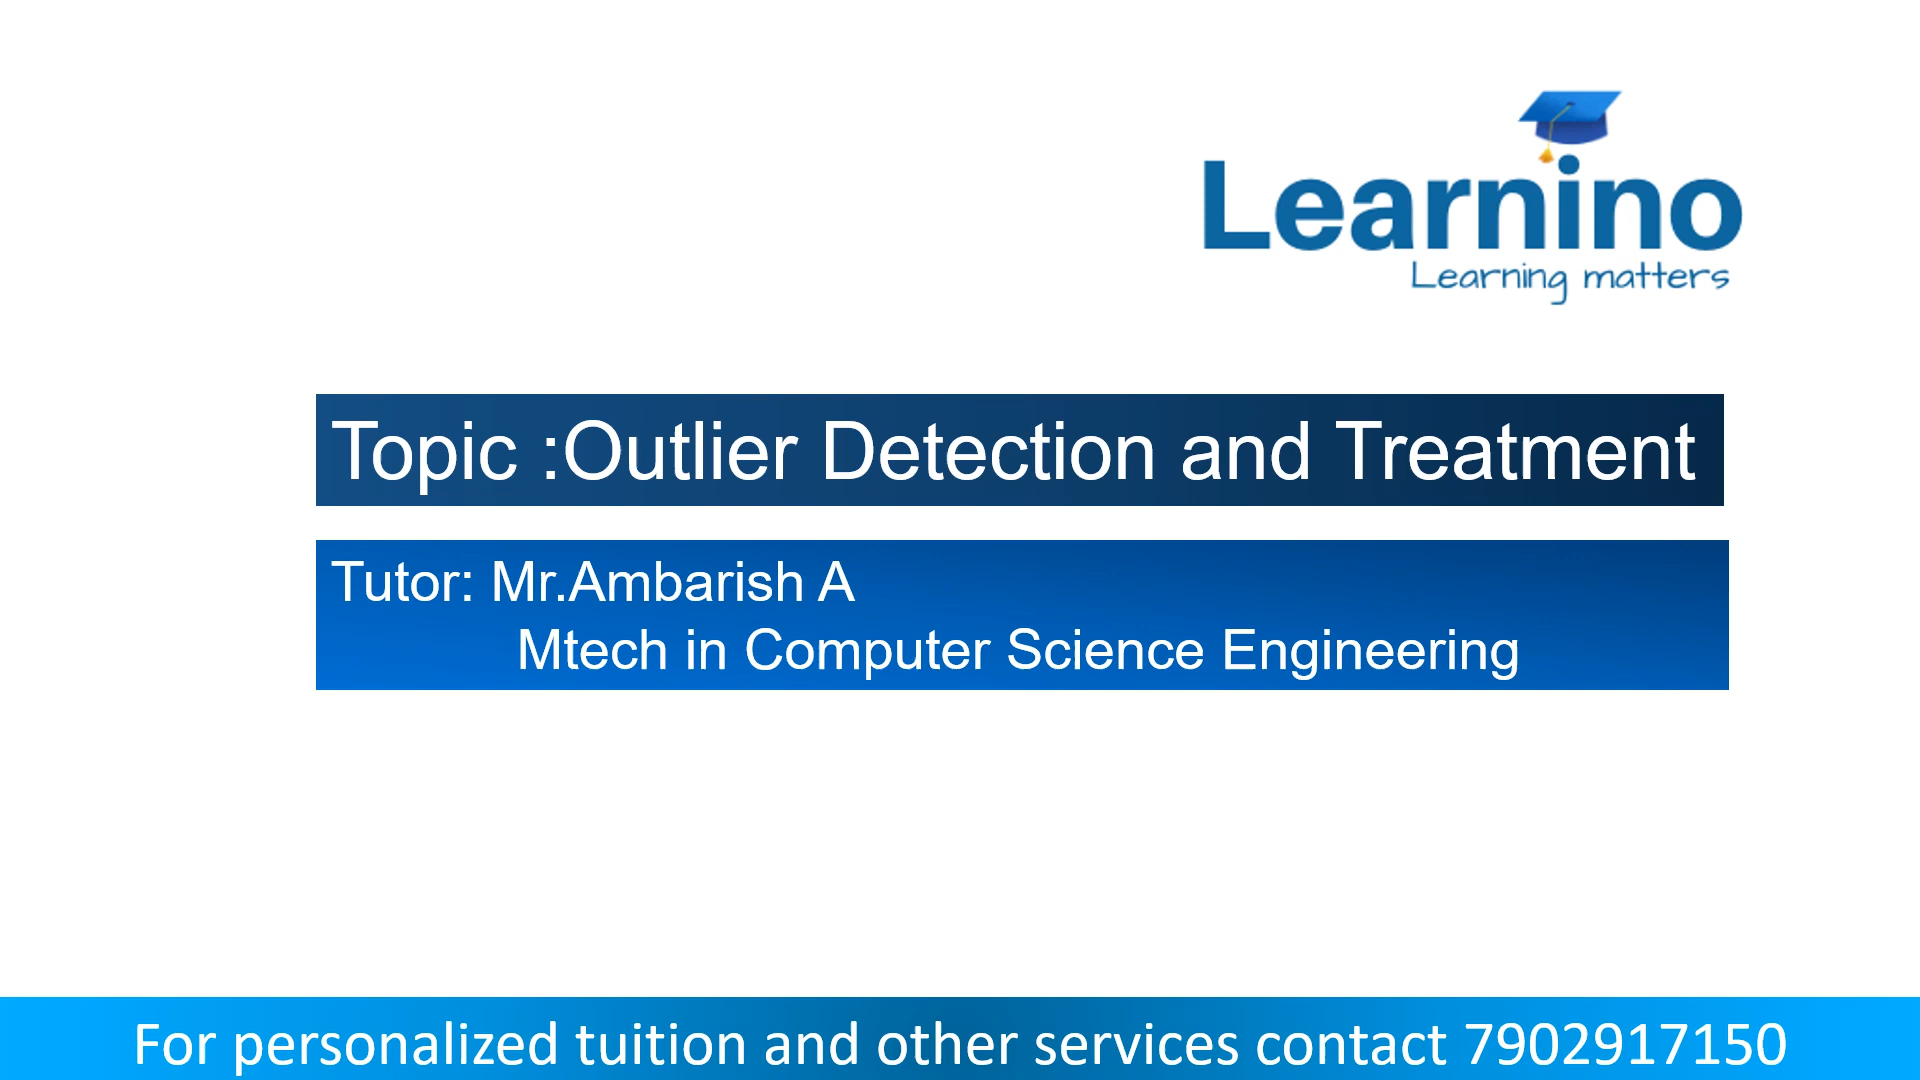 Learnino
Learning matters
Topic :Outlier Detection and Treatment
Tutor: Mr.Ambarish A
Mtech in Computer Science Engineering
For personalized tuition and other services contact 7902917150